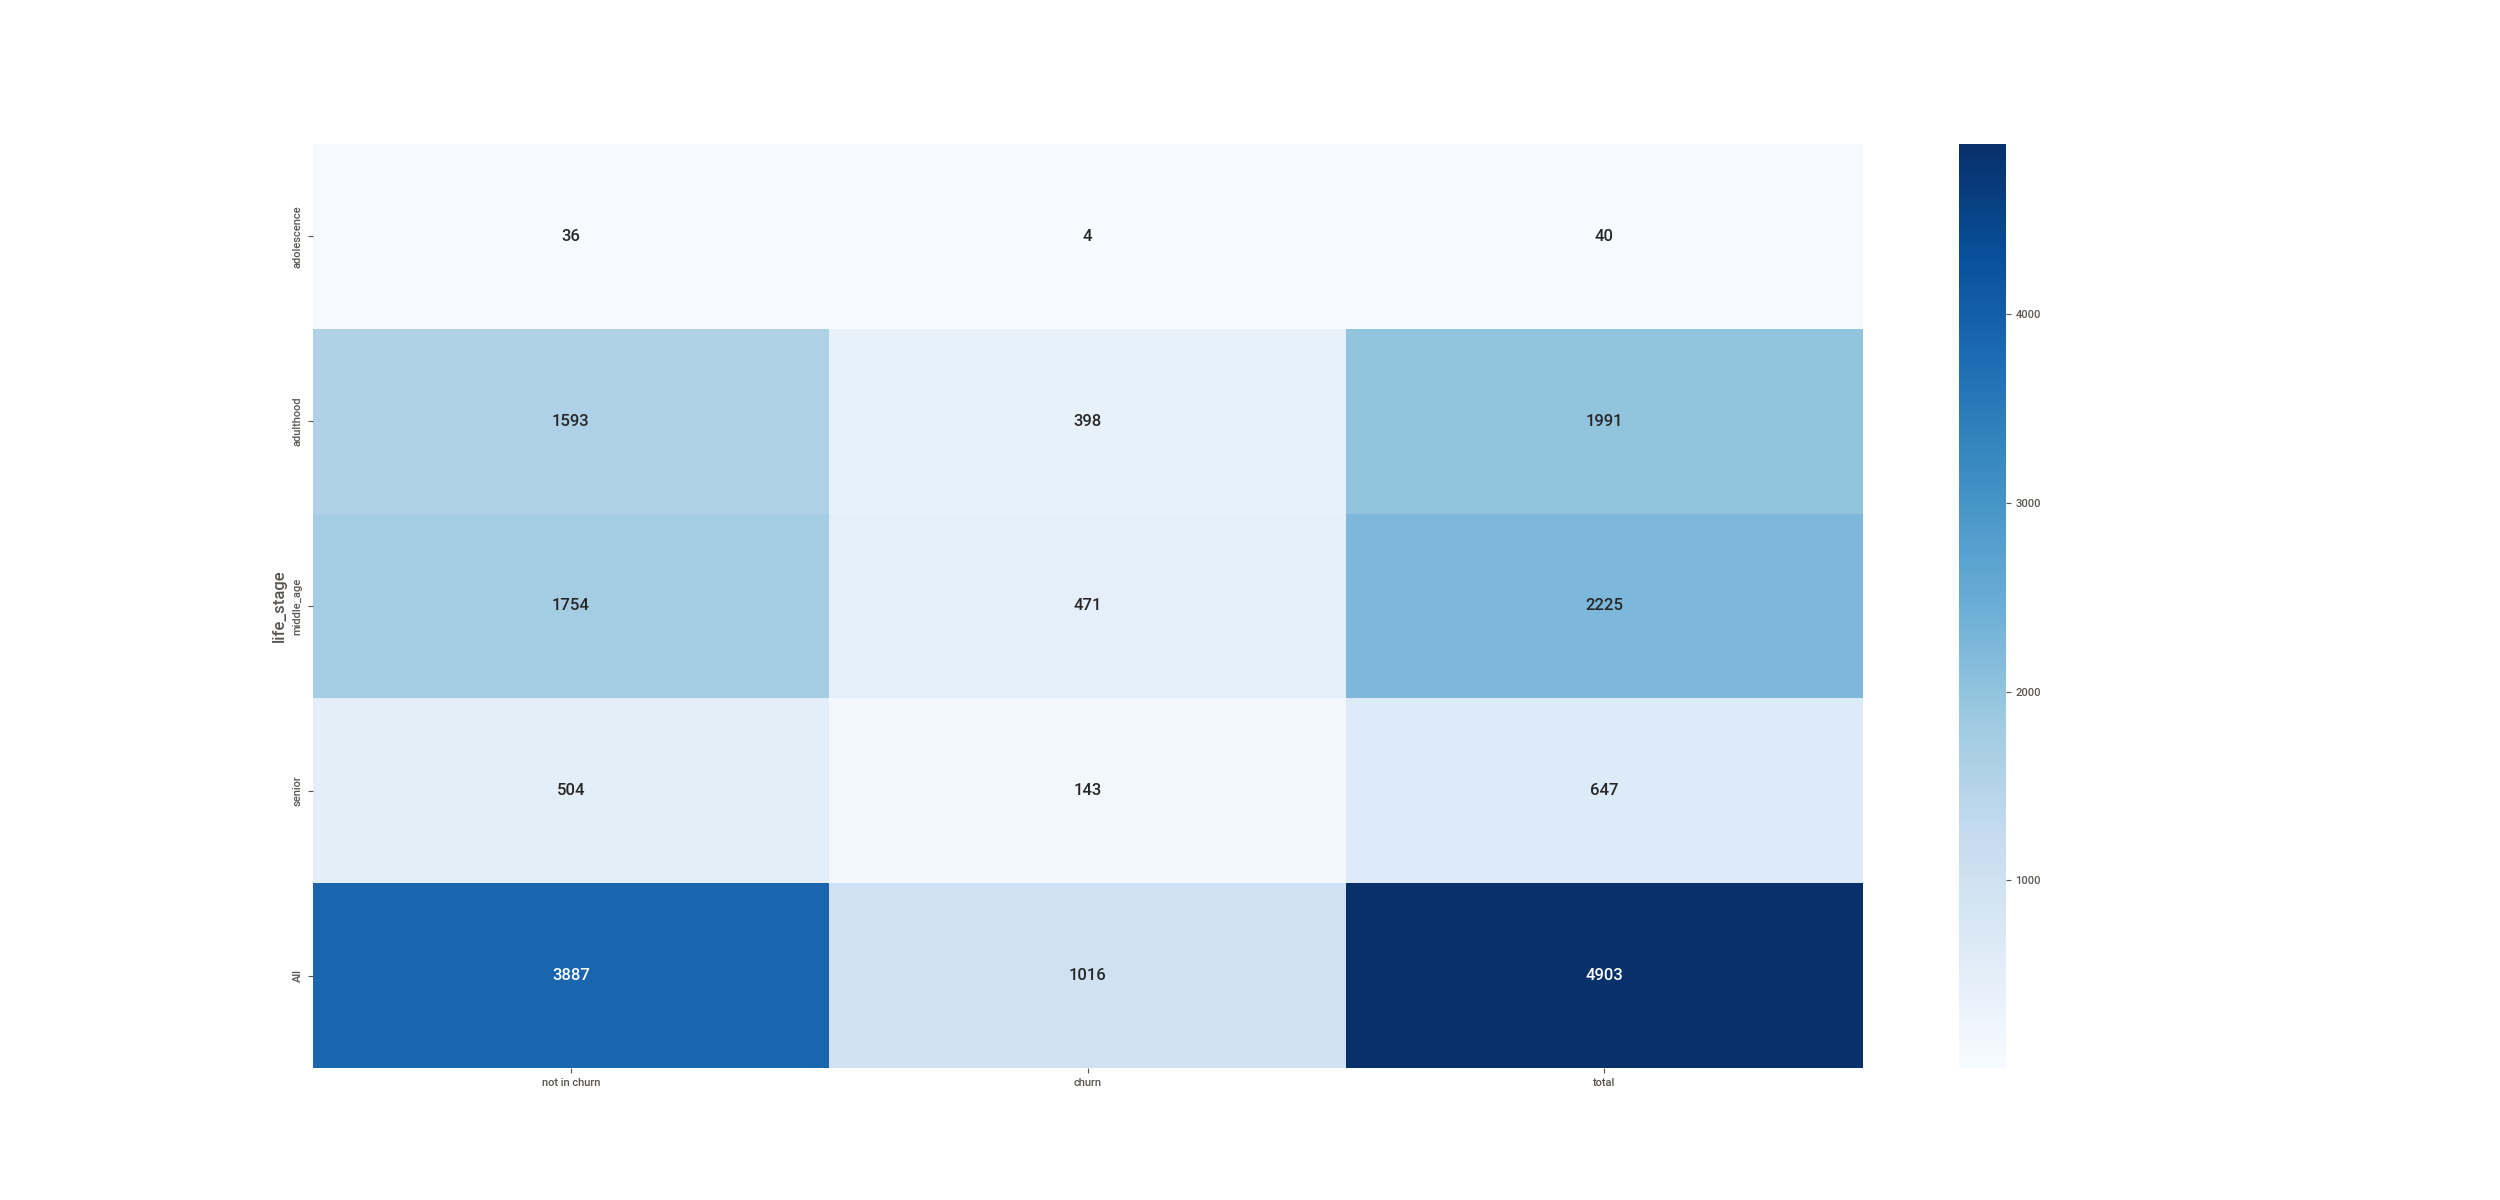 life_stage
adolescence
36 4 40
adulthood
1593 398 1991
middle_age
1754 471 2225
senior
504 143 647
All
3887 1016 4903
not in churn churn total
4000
3000
2000
1000